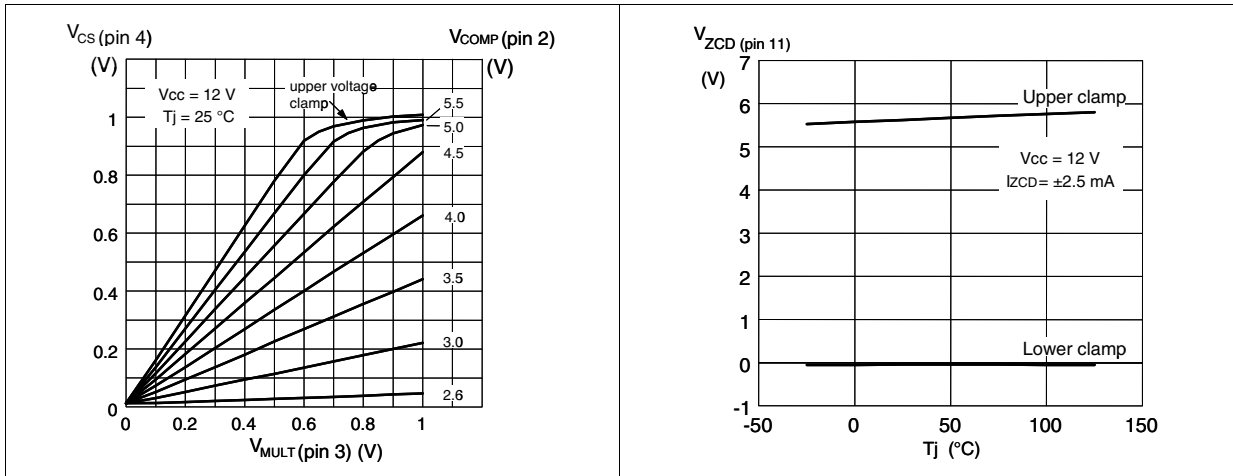 VCS (pin 4)
(V)
VCOMP (pin 2)
(V)
Vcc = 12 V
Tj = 25 °C
upper voltage
clamp
1
0.8
0.6
0.4
0.2
0
5.5
5.0
4.5
4.0
3.5
3.0
2.6
0 0.2 0.4 0.6 0.8 1
VMULT (pin 3) (V)
VZCD (pin 11)
(V)
7
6
5
4
3
2
1
0
-1
Upper clamp
Vcc = 12 V
IZCD = ±2.5 mA
Lower clamp
-50 0 50 100 150
Tj (°C)